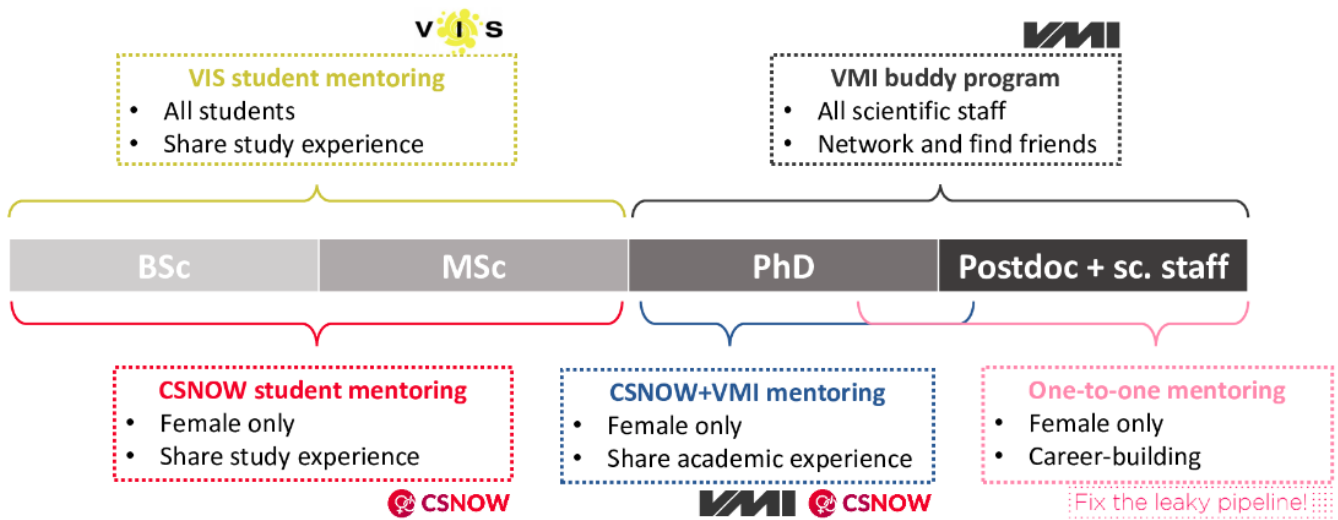 VIS
VMI
VIS student mentoring
• All students
• Share study experience
VMI buddy program
• All scientific staff
• Network and find friends
BSc
MSc
PhD
Postdoc + sc. staff
CSNOW student mentoring
• Female only
• Share study experience
CSNOW
CSNOW+VMI mentoring
• Female only
• Share academic experience
VMI
CSNOW
One-to-one mentoring
• Female only
• Career-building
Fix the leaky pipeline!